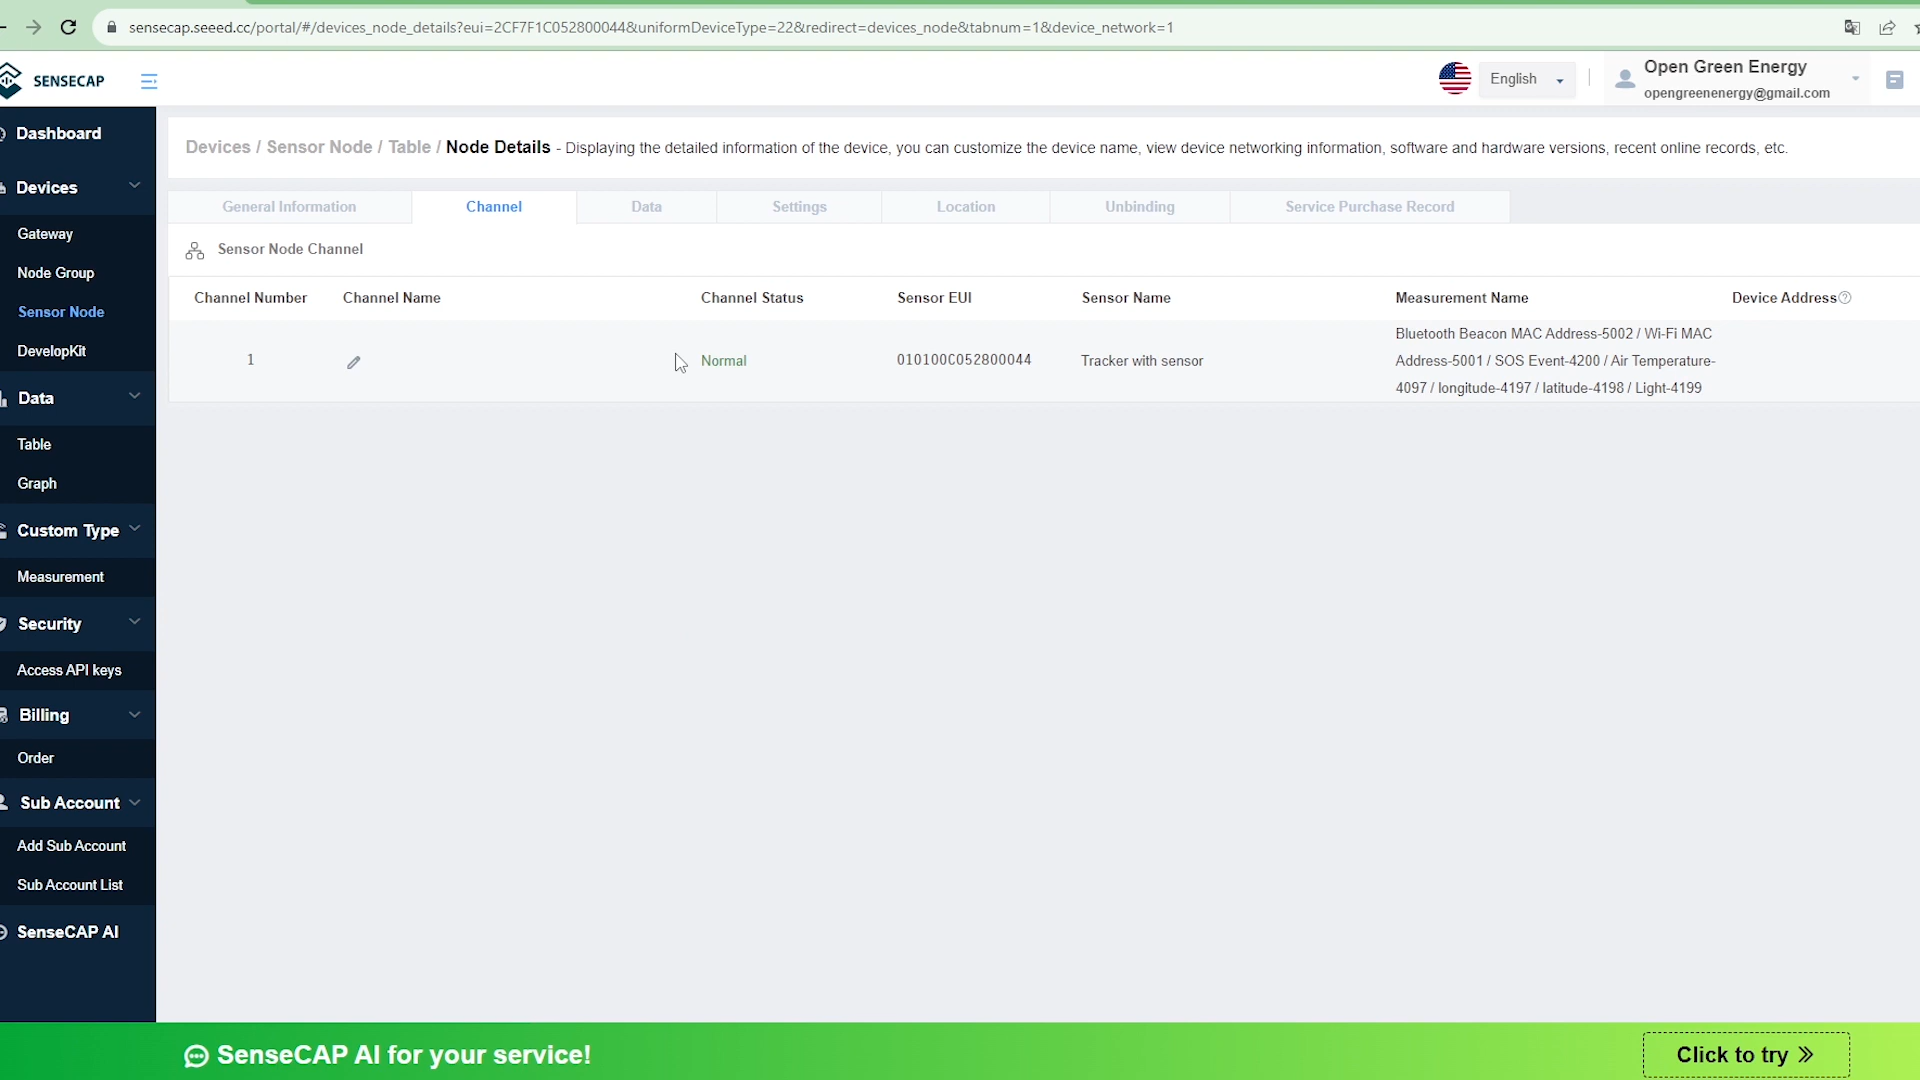 sensecap.seeed.cc/portal/#/devices_node_details?eui=2CF7F1C052800044&uniformDeviceType=22&redirect=devices_node&tabnum=1&device_network=1
SENSECAP
English
Open Green Energy
opengreenenergy@gmail.com
Dashboard
Devices
Gateway
Node Group
Sensor Node
DevelopKit
Data
Table
Graph
Custom Type
Measurement
Security
Access API keys
Billing
Order
Sub Account
Add Sub Account
Sub Account List
SenseCAP AI
Devices / Sensor Node / Table / Node Details - Displaying the detailed information of the device, you can customize the device name, view device networking information, software and hardware versions, recent online records, etc.
General Information Channel Data Settings Location Unbinding Service Purchase Record
Sensor Node Channel
Channel Number Channel Name Channel Status Sensor EUI Sensor Name Measurement Name Device Address
1 Normal 010100C052800044 Tracker with sensor
Bluetooth Beacon MAC Address-5002 / Wi-Fi MAC
Address-5001 / SOS Event-4200 / Air Temperature-
4097 / longitude-4197 / latitude-4198 / Light-4199
SenseCAP AI for your service!
Click to try